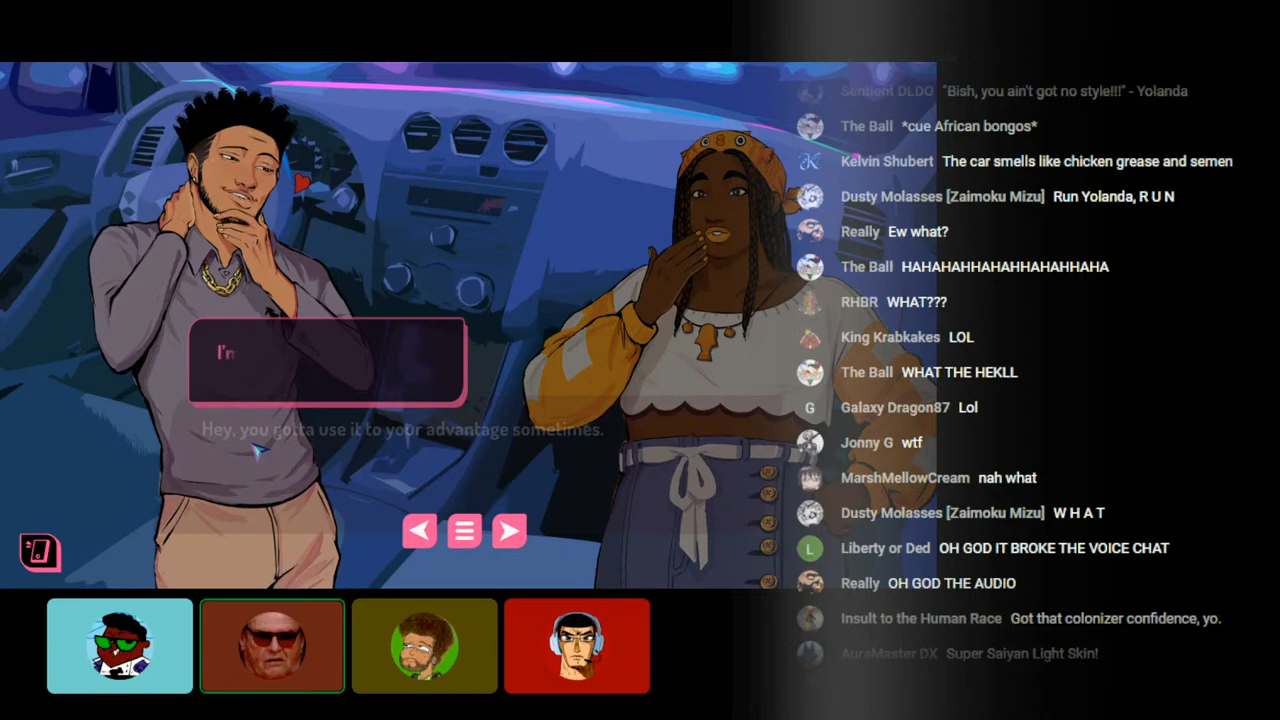 Sentient DLDO "Bish, you ain't got no style!!!" - Yolanda
The Ball *cue African bongos*
Kelvin Shubert The car smells like chicken grease and semen
Dusty Molasses [Zaimoku Mizu] Run Yolanda, R U N
Really Ew what?
The Ball HAHAHAHHAHAHHAHAHHAHA
RHBR WHAT???
King Krabkakes LOL
The Ball WHAT THE HEKLL
G Galaxy Dragon87 Lol
Jonny G wtf
MarshMellowCream nah what
Dusty Molasses [Zaimoku Mizu] W H A T
L Liberty or Ded OH GOD IT BROKE THE VOICE CHAT
Really OH GOD THE AUDIO
Insult to the Human Race Got that colonizer confidence, yo.
AuraMaster DX Super Saiyan Light Skin!
I'm
Hey, you gotta use it to your advantage sometimes.